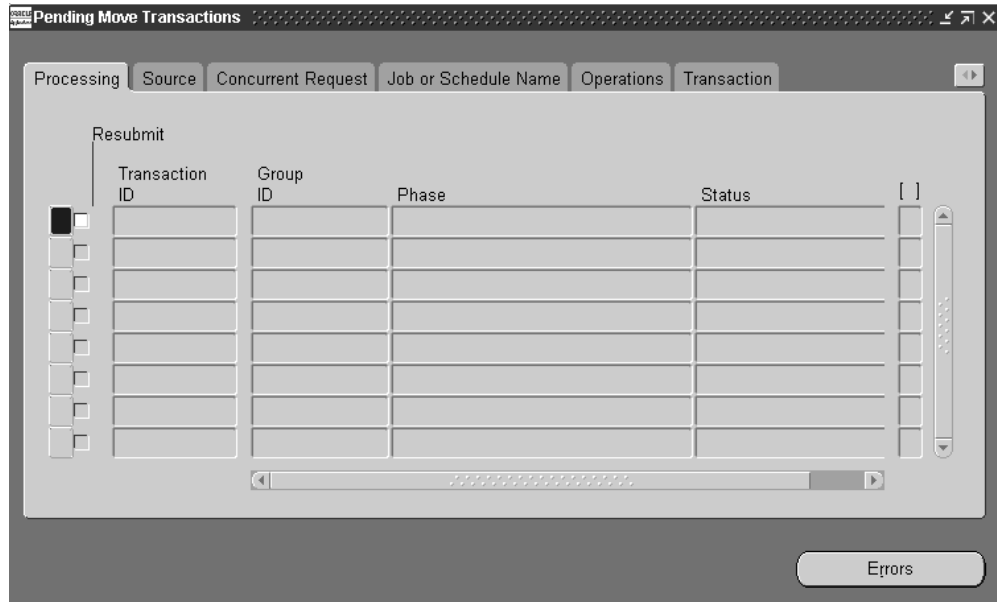 Pending Move Transactions
Processing Source Concurrent Request Job or Schedule Name Operations Transaction
Resubmit
Transaction Group
ID ID Phase Status [ ]
Errors